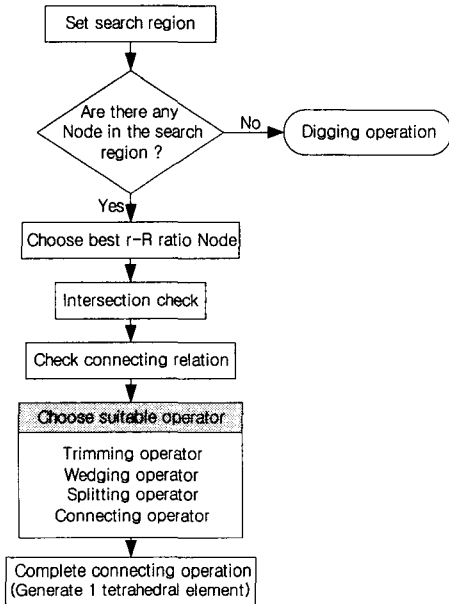 Set search region
Are there any
Node in the search
region ?
No
Digging operation
Yes
Choose best r-R ratio Node
Intersection check
Check connecting relation
Choose suitable operator
Trimming operator
Wedging operator
Splitting operator
Connecting operator
Complete connecting operation
(Generate 1 tetrahedral element)